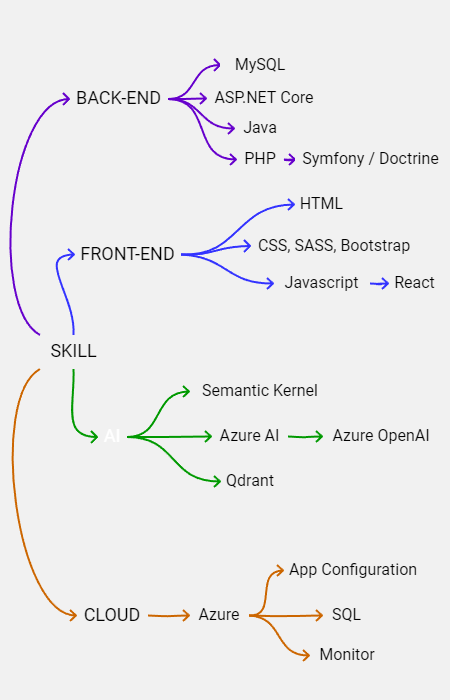 MySQL
BACK-END
ASP.NET Core
Java
PHP
Symfony / Doctrine
HTML
FRONT-END
CSS, SASS, Bootstrap
Javascript
React
SKILL
Semantic Kernel
AI
Azure AI
Azure OpenAI
Qdrant
App Configuration
CLOUD
Azure
SQL
Monitor